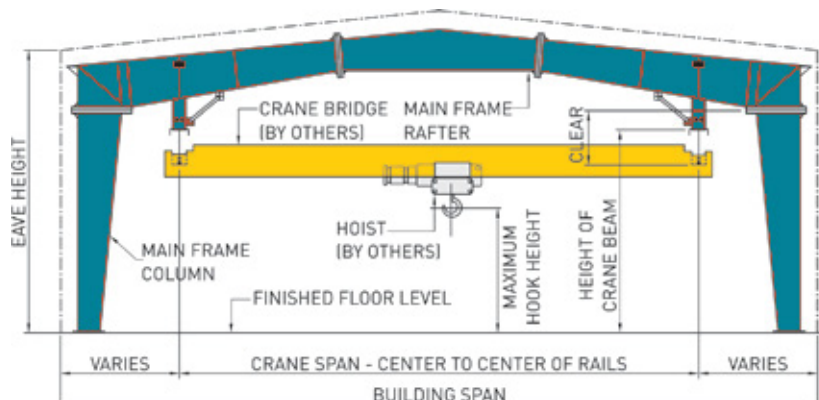 CRANE BRIDGE
(BY OTHERS)
MAIN FRAME
RAFTER
CLEAR
EAVE HEIGHT
MAIN FRAME
COLUMN
HOIST
(BY OTHERS)
MAXIMUM
HOOK HEIGHT
HEIGHT OF
CRANE BEAM
FINISHED FLOOR LEVEL
VARIES
CRANE SPAN - CENTER TO CENTER OF RAILS
VARIES
BUILDING SPAN